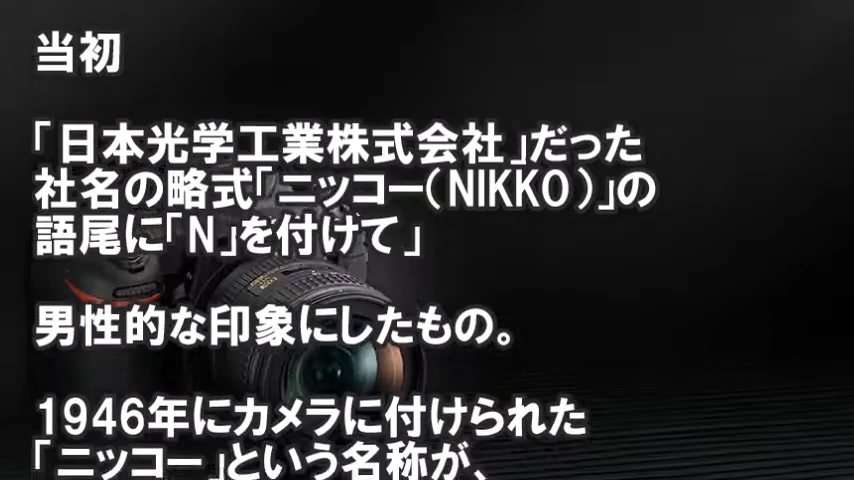 当初
「日本光学工業株式会社」だった
社名の略式「ニッコー(NIKKO)」の
語尾に「N」を付けて」
男性的な印象にしたもの。
1946年にカメラに付けられた
「ニッコー」という名称が、